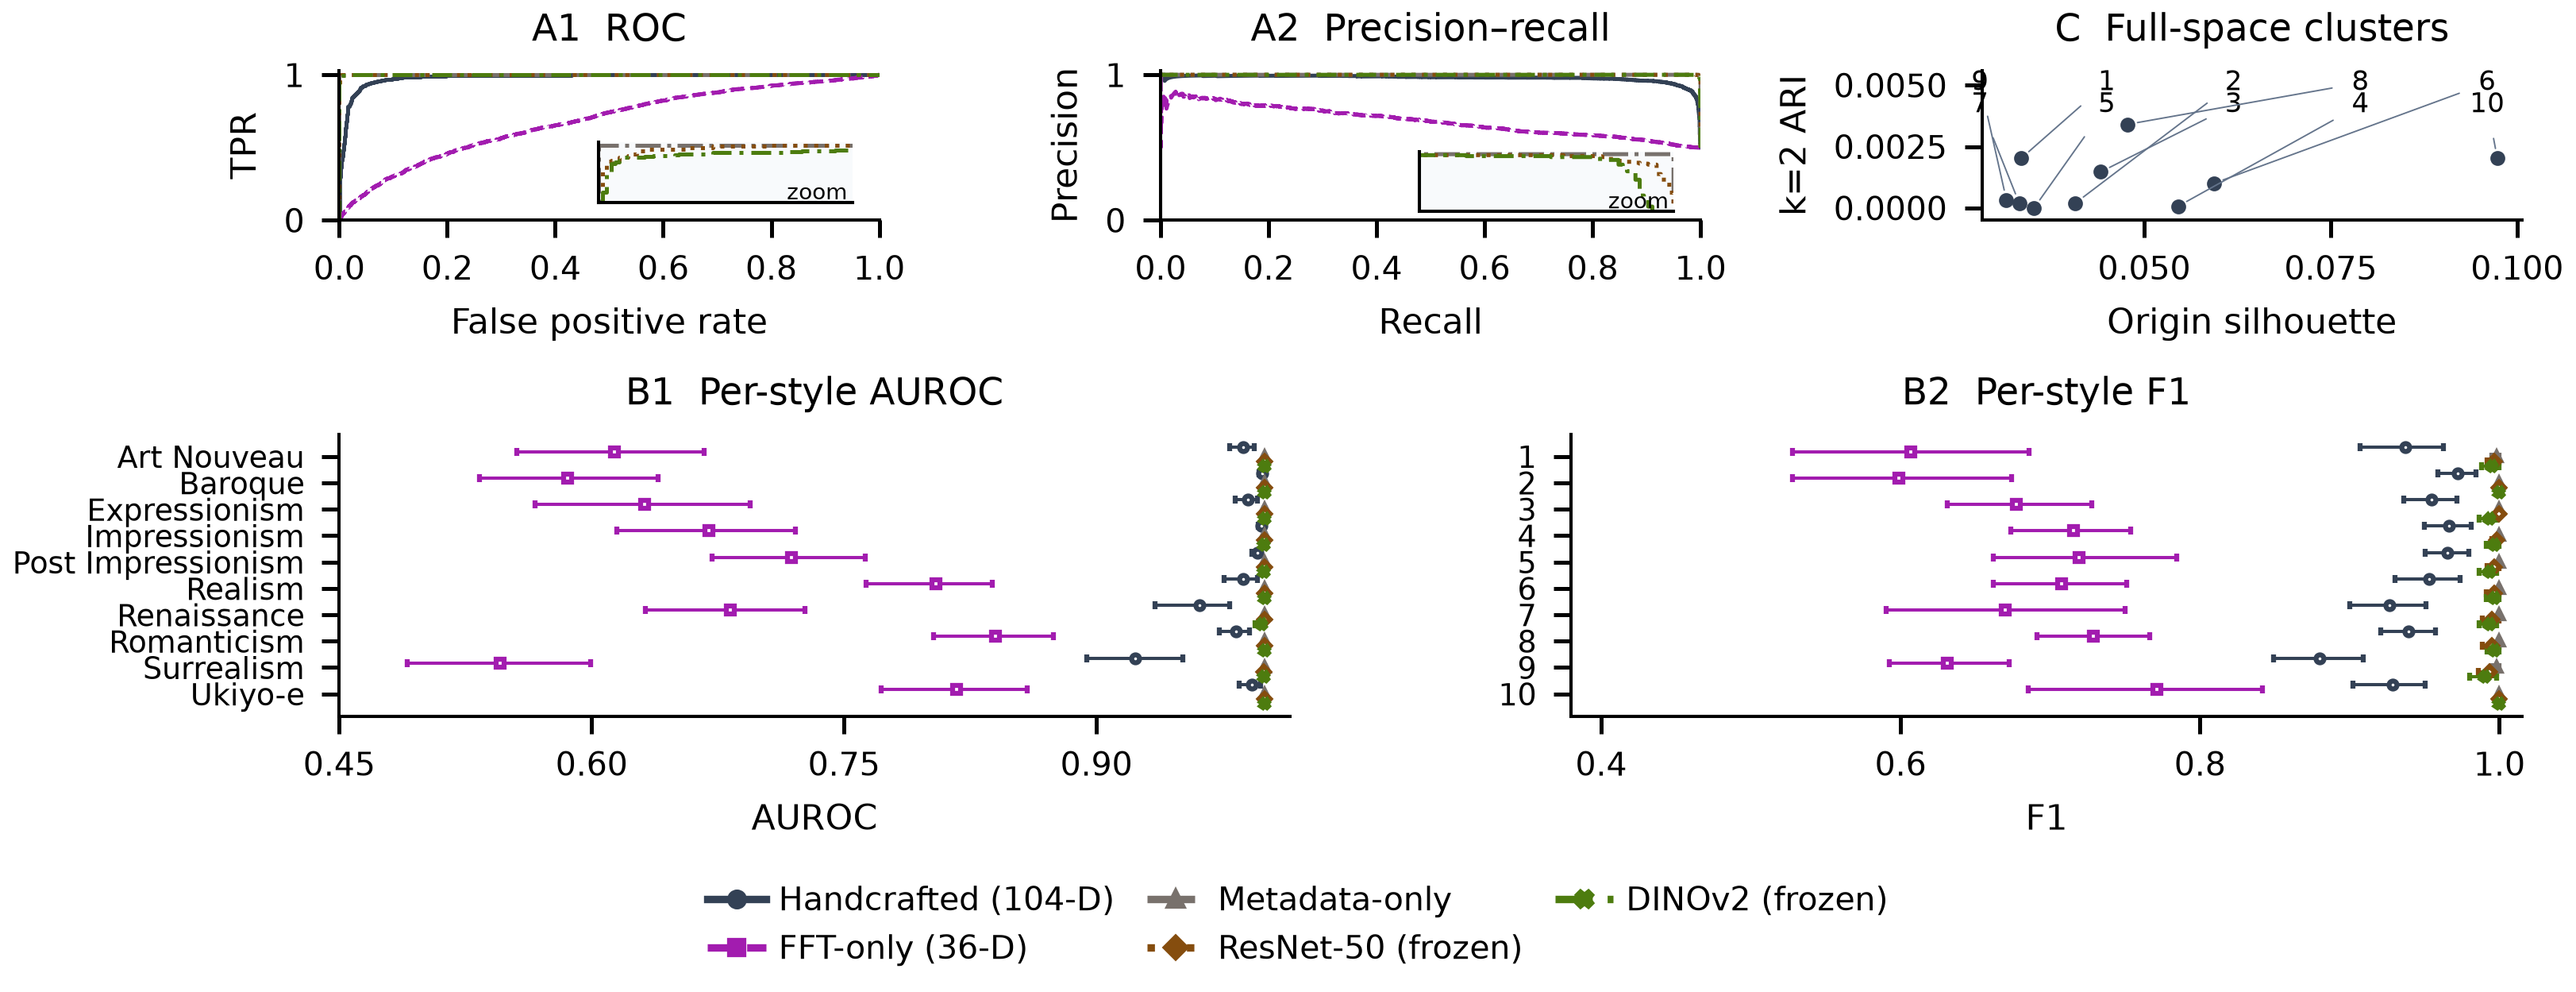 A1 ROC
TPR
1
0
zoom
0.0 0.2 0.4 0.6 0.8 1.0
False positive rate
A2 Precision–recall
Precision
1
0
zoom
0.0 0.2 0.4 0.6 0.8 1.0
Recall
C Full-space clusters
k=2 ARI
0.0050
0.0025
0.0000
9 1 2 8 6
7 5 3 4 10
0.050 0.075 0.100
Origin silhouette
B1 Per-style AUROC
Art Nouveau
Baroque
Expressionism
Impressionism
Post Impressionism
Realism
Renaissance
Romanticism
Surrealism
Ukiyo-e
0.45 0.60 0.75 0.90
AUROC
B2 Per-style F1
1
2
3
4
5
6
7
8
9
10
0.4 0.6 0.8 1.0
F1
Handcrafted (104-D)
FFT-only (36-D)
Metadata-only
ResNet-50 (frozen)
DINOv2 (frozen)